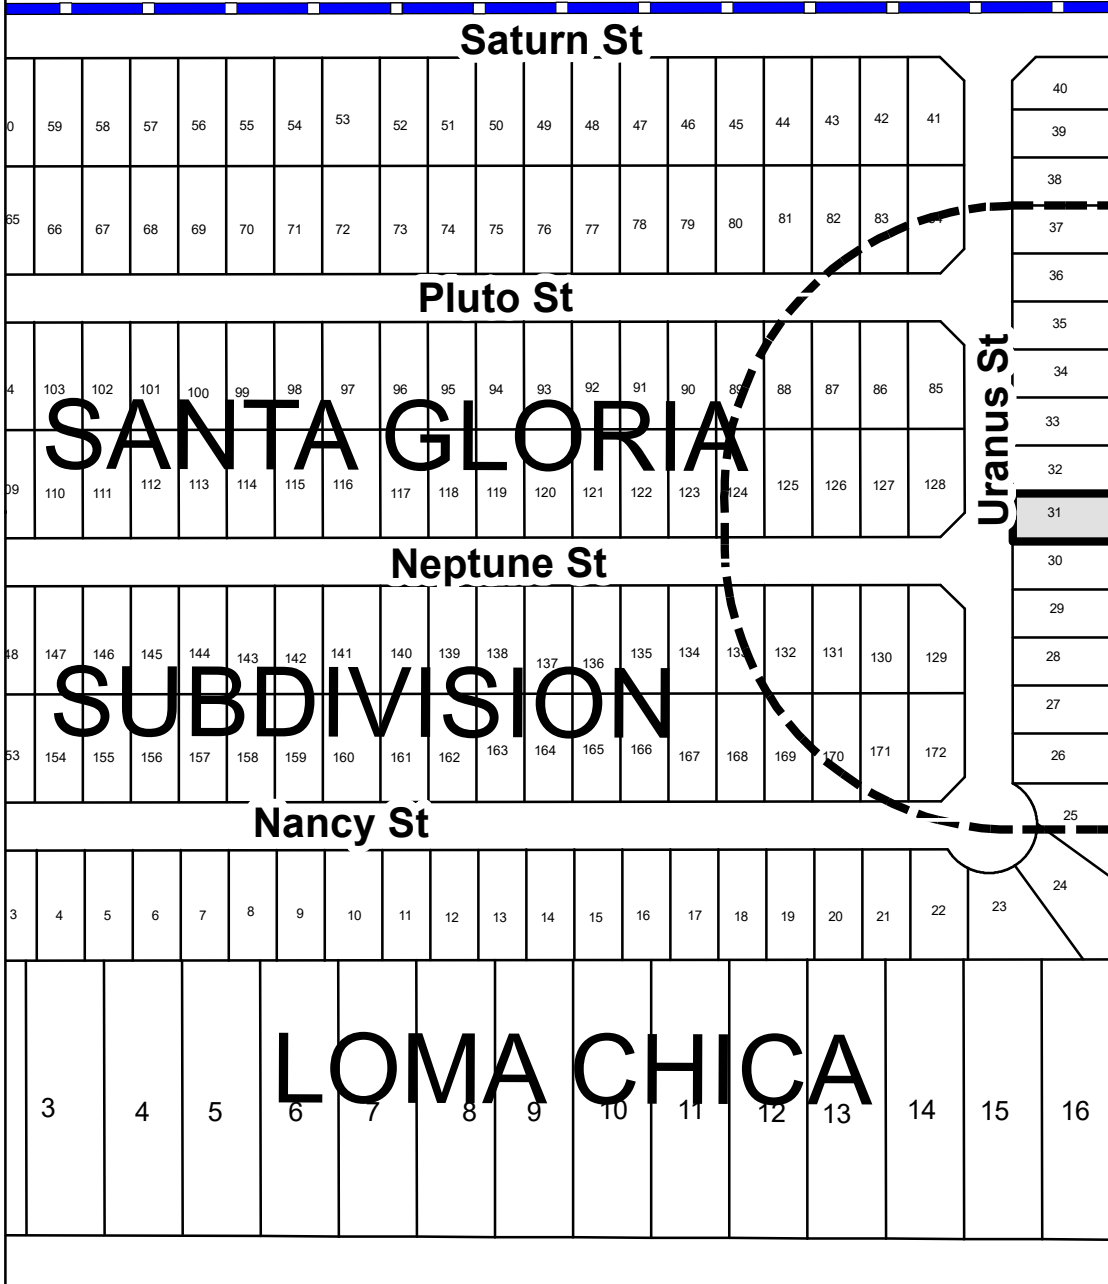 Saturn St
59 58 57 56 55 54 53 52 51 50 49 48 47 46 45 44 43 42 41
65 66 67 68 69 70 71 72 73 74 75 76 77 78 79 80 81 82 83
Pluto St
103 102 101 100 99 98 97 96 95 94 93 92 91 90 89 88 87 86 85
SANTA GLORIA
110 111 112 113 114 115 116 117 118 119 120 121 122 123 124 125 126 127 128
Neptune St
147 146 145 144 143 142 141 140 139 138 137 136 135 134 133 132 131 130 129
SUBDIVISION
154 155 156 157 158 159 160 161 162 163 164 165 166 167 168 169 170 171 172
Nancy St
3 4 5 6 7 8 9 10 11 12 13 14 15 16 17 18 19 20 21 22 23
LOMA CHICA
3 4 5 6 7 8 9 10 11 12 13 14 15 16
Uranus St
40
39
38
37
36
35
34
33
32
31
30
29
28
27
26
25
24